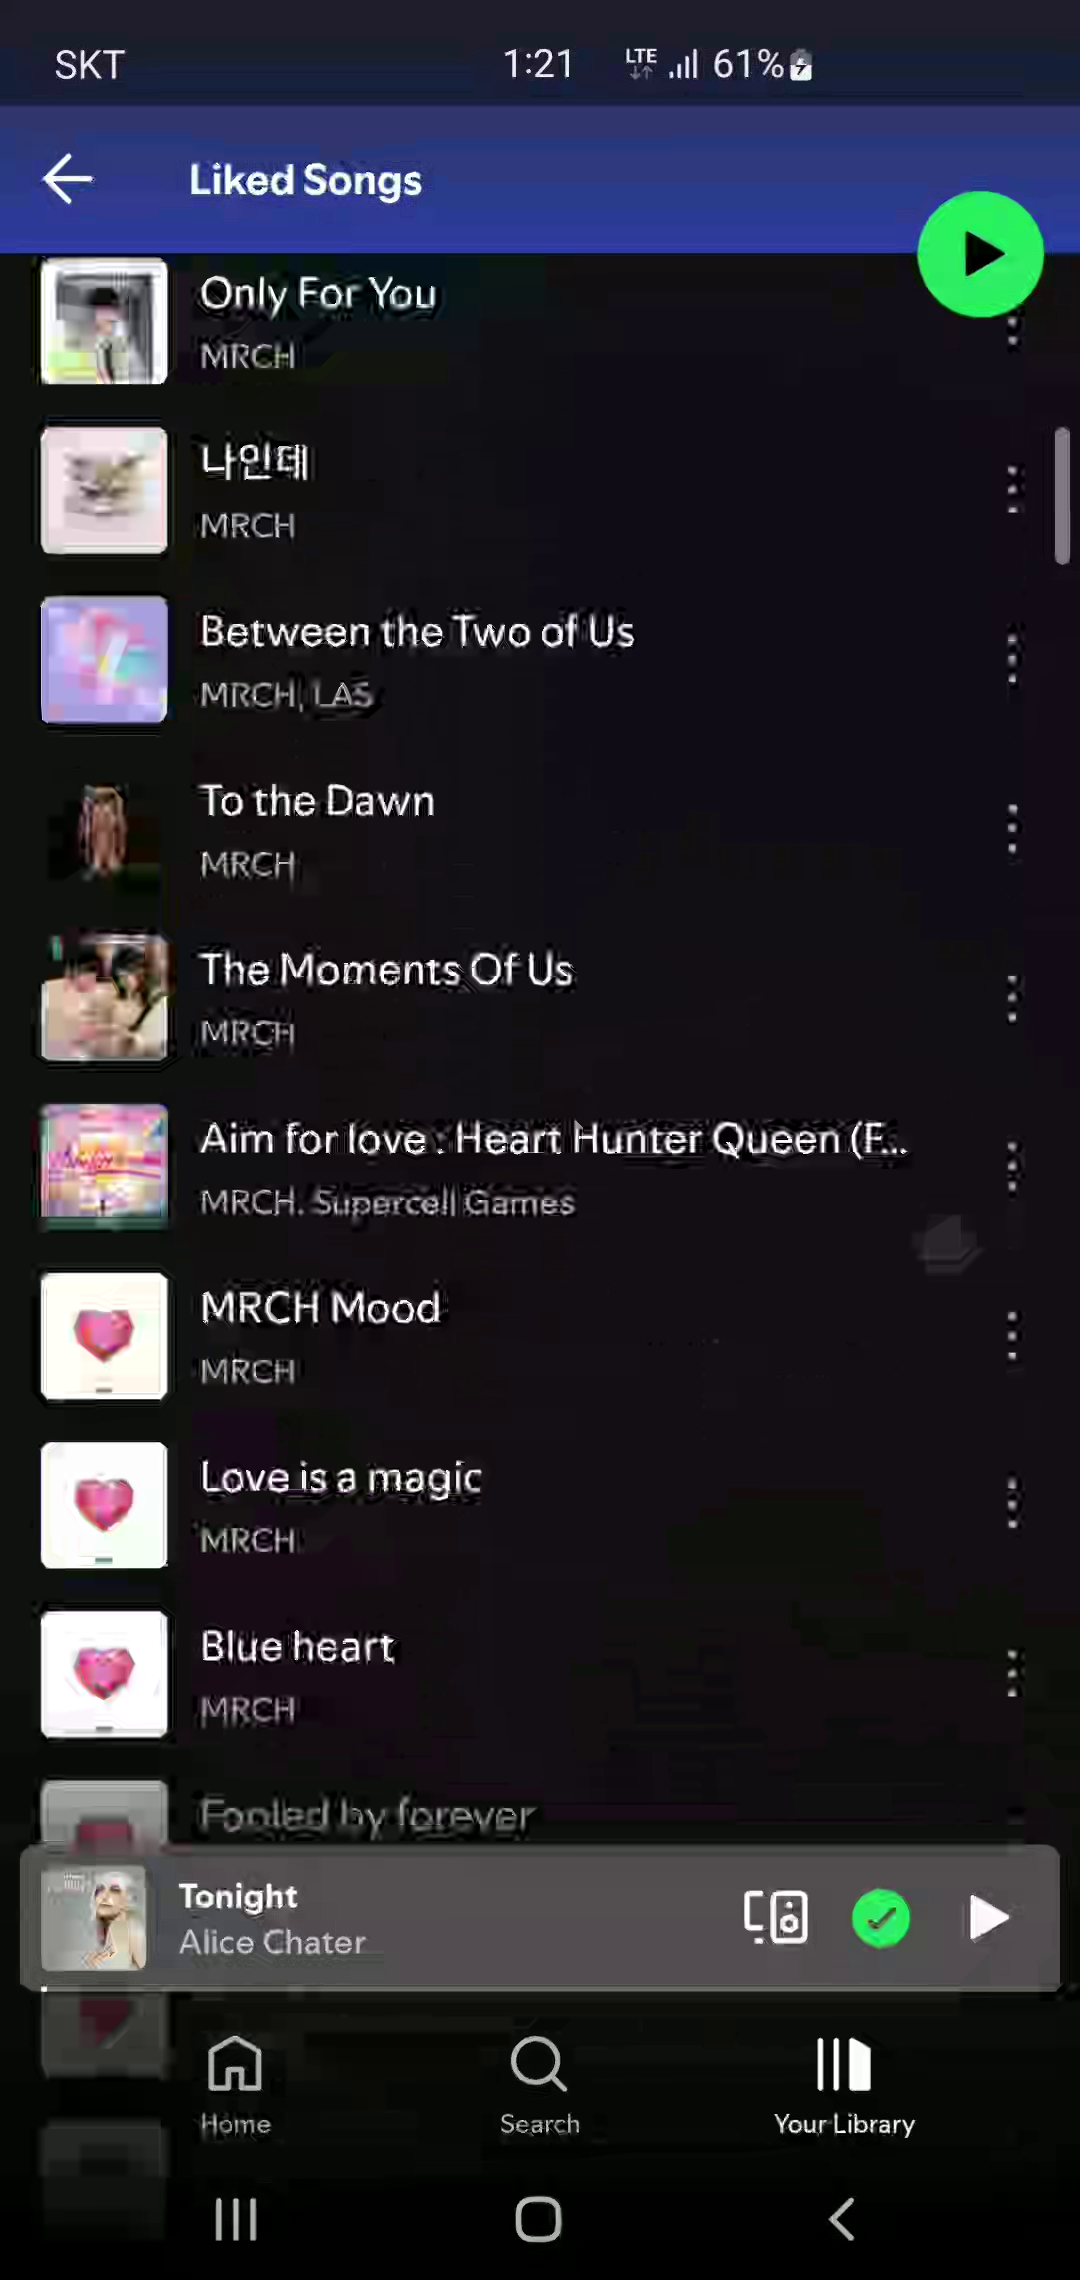 SKT
1:21 LTE 61%
Liked Songs
Only For You
MRCH
나인데
MRCH
Between the Two of Us
MRCH, LAS
To the Dawn
MRCH
The Moments Of Us
MRCH
Aim for love : Heart Hunter Queen (F...
MRCH, Supercell Games
MRCH Mood
MRCH
Love is a magic
MRCH
Blue heart
MRCH
Fooled by forever
Tonight
Alice Chater
Home
Search
Your Library